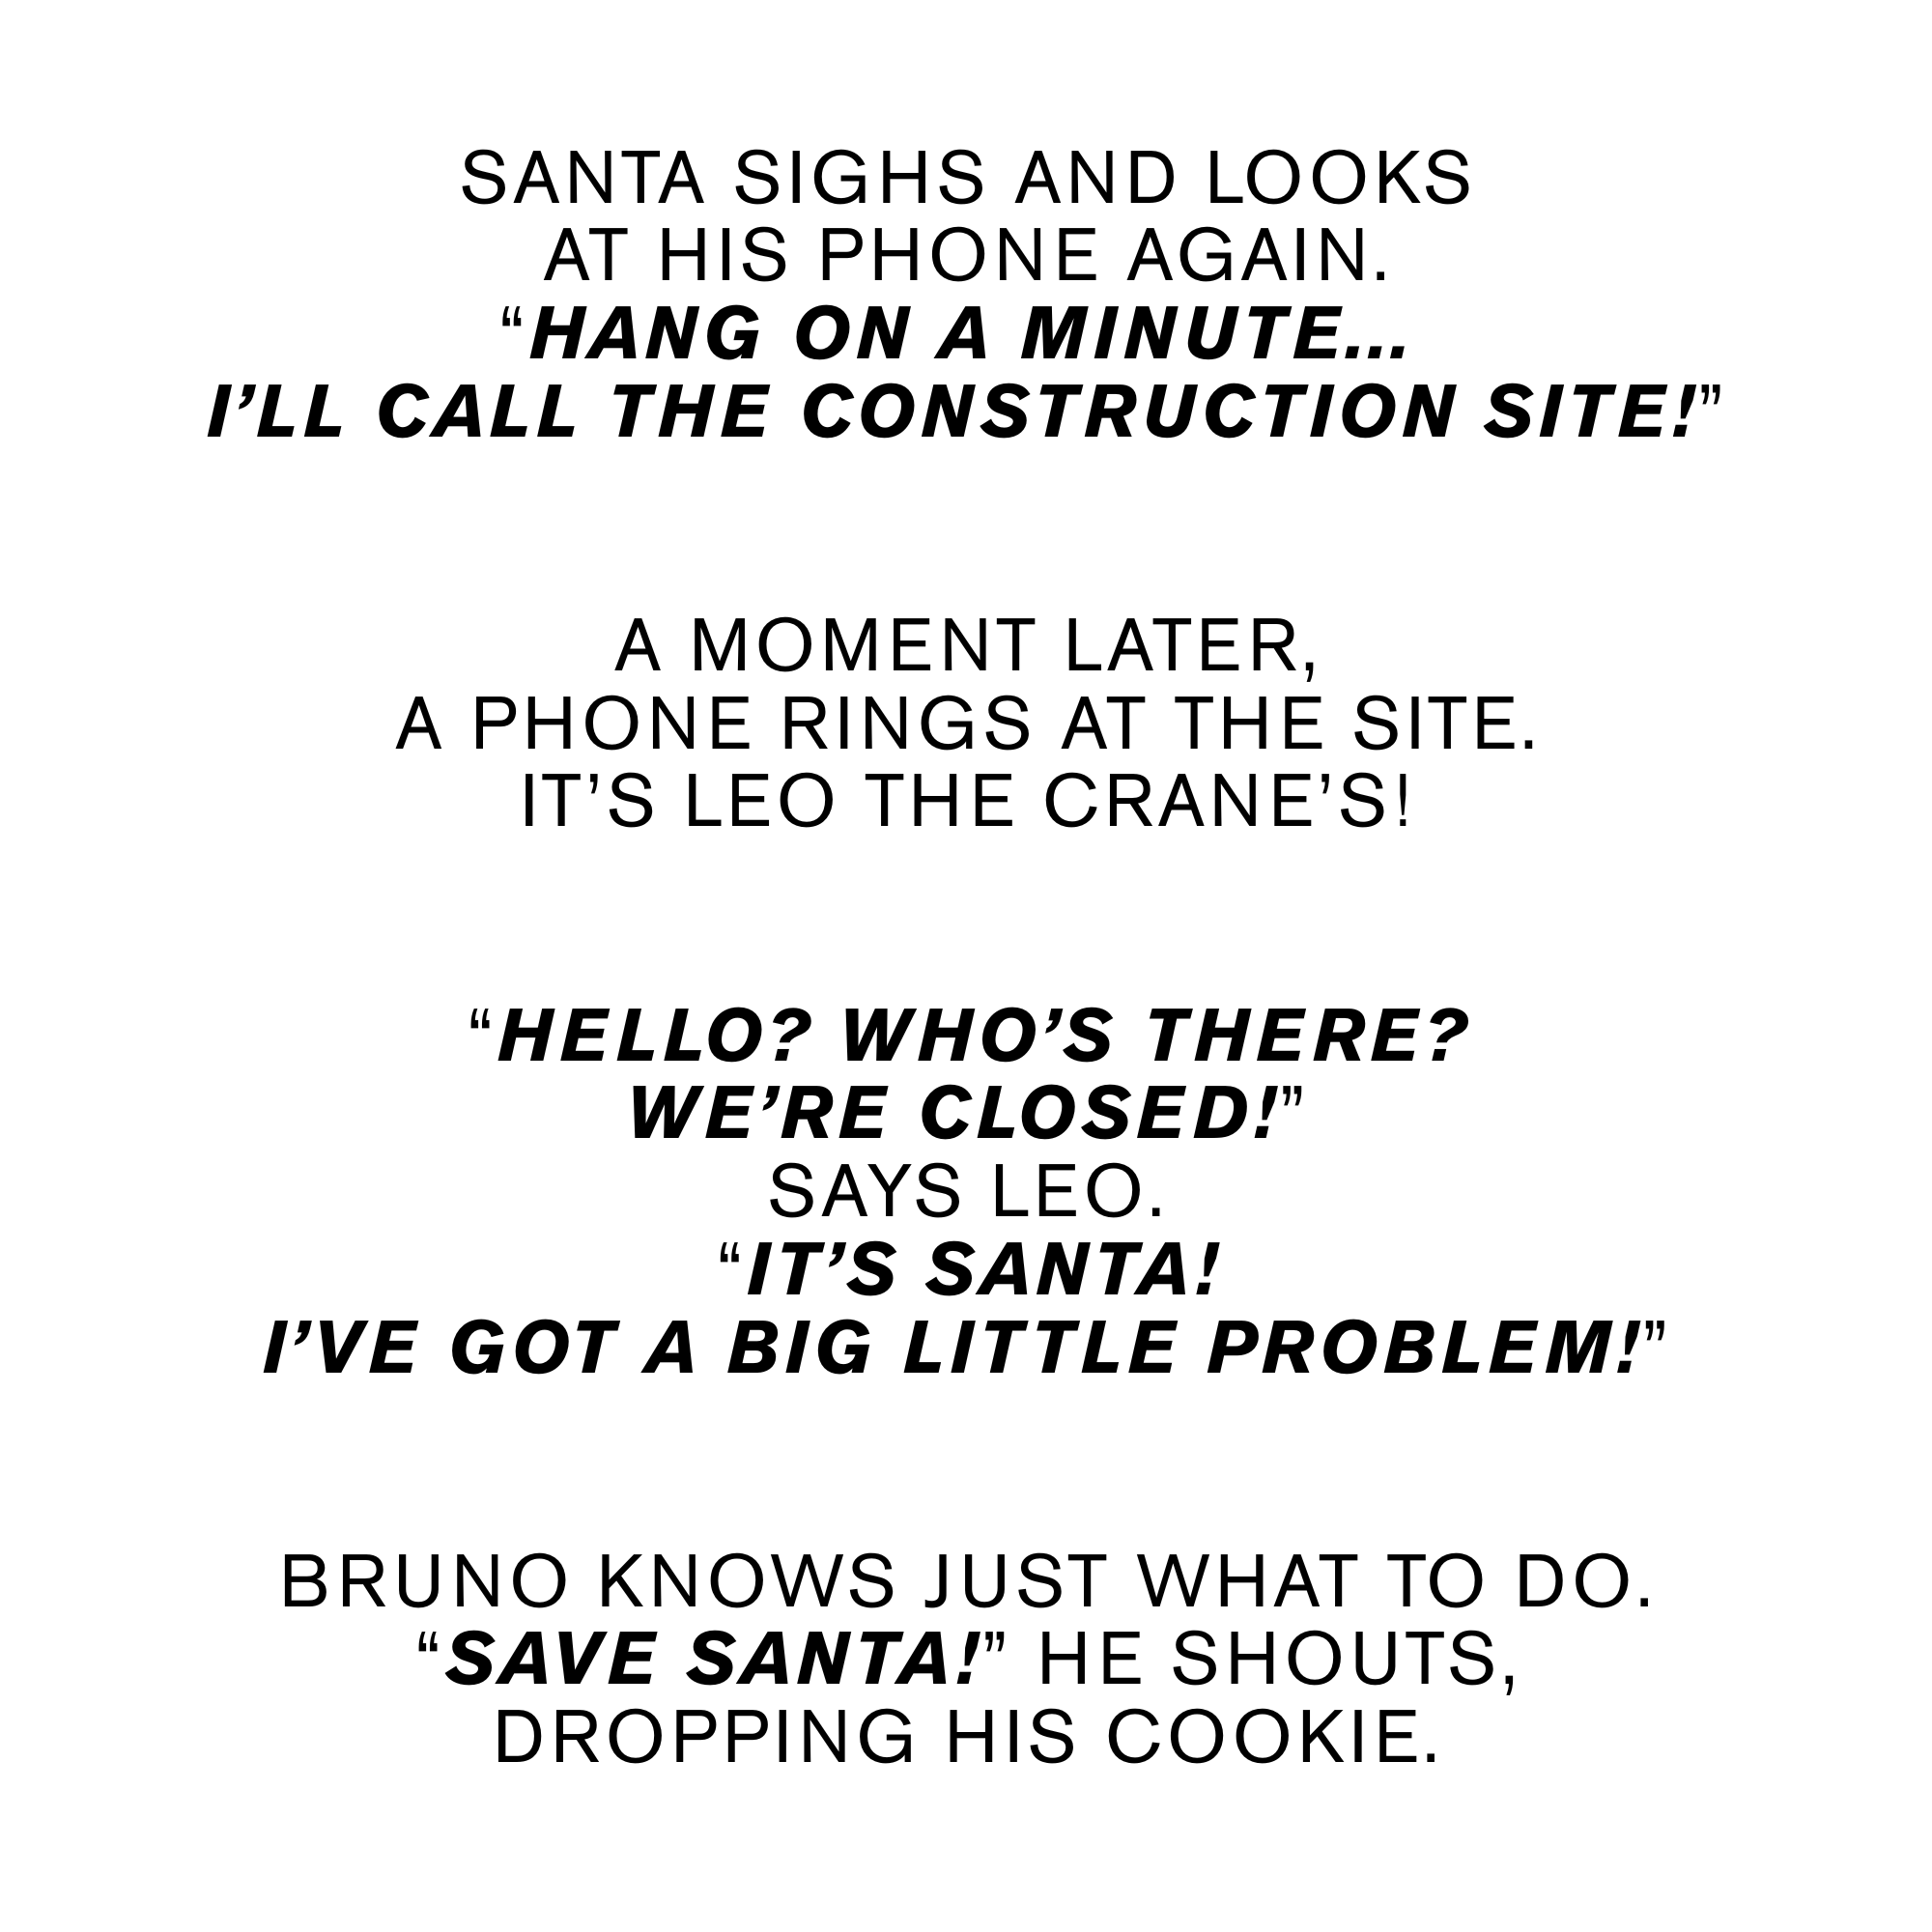 SANTA SIGHS AND LOOKS
AT HIS PHONE AGAIN.
“HANG ON A MINUTE...
I’LL CALL THE CONSTRUCTION SITE!”
A MOMENT LATER,
A PHONE RINGS AT THE SITE.
IT’S LEO THE CRANE’S!
“HELLO? WHO’S THERE?
WE’RE CLOSED!”
SAYS LEO.
“IT’S SANTA!
I’VE GOT A BIG LITTLE PROBLEM!”
BRUNO KNOWS JUST WHAT TO DO.
“SAVE SANTA!” HE SHOUTS,
DROPPING HIS COOKIE.